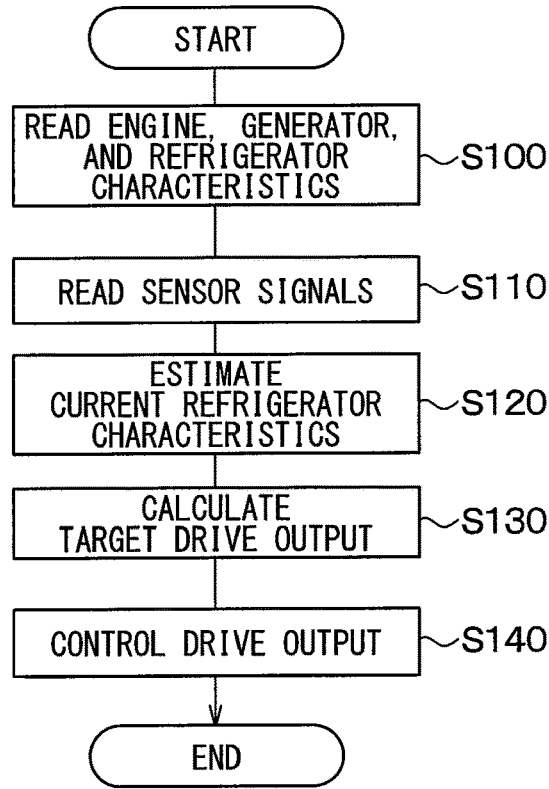 START
READ ENGINE, GENERATOR,
AND REFRIGERATOR
CHARACTERISTICS
S100
READ SENSOR SIGNALS
S110
ESTIMATE
CURRENT REFRIGERATOR
CHARACTERISTICS
S120
CALCULATE
TARGET DRIVE OUTPUT
S130
CONTROL DRIVE OUTPUT
S140
END